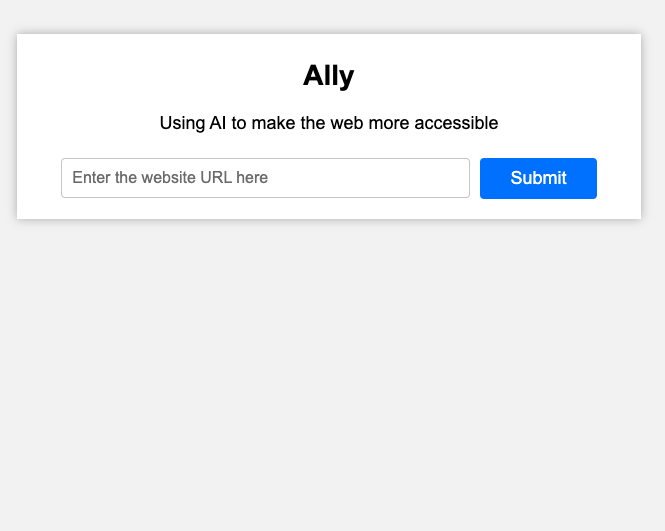 Ally
Using AI to make the web more accessible
Enter the website URL here
Submit